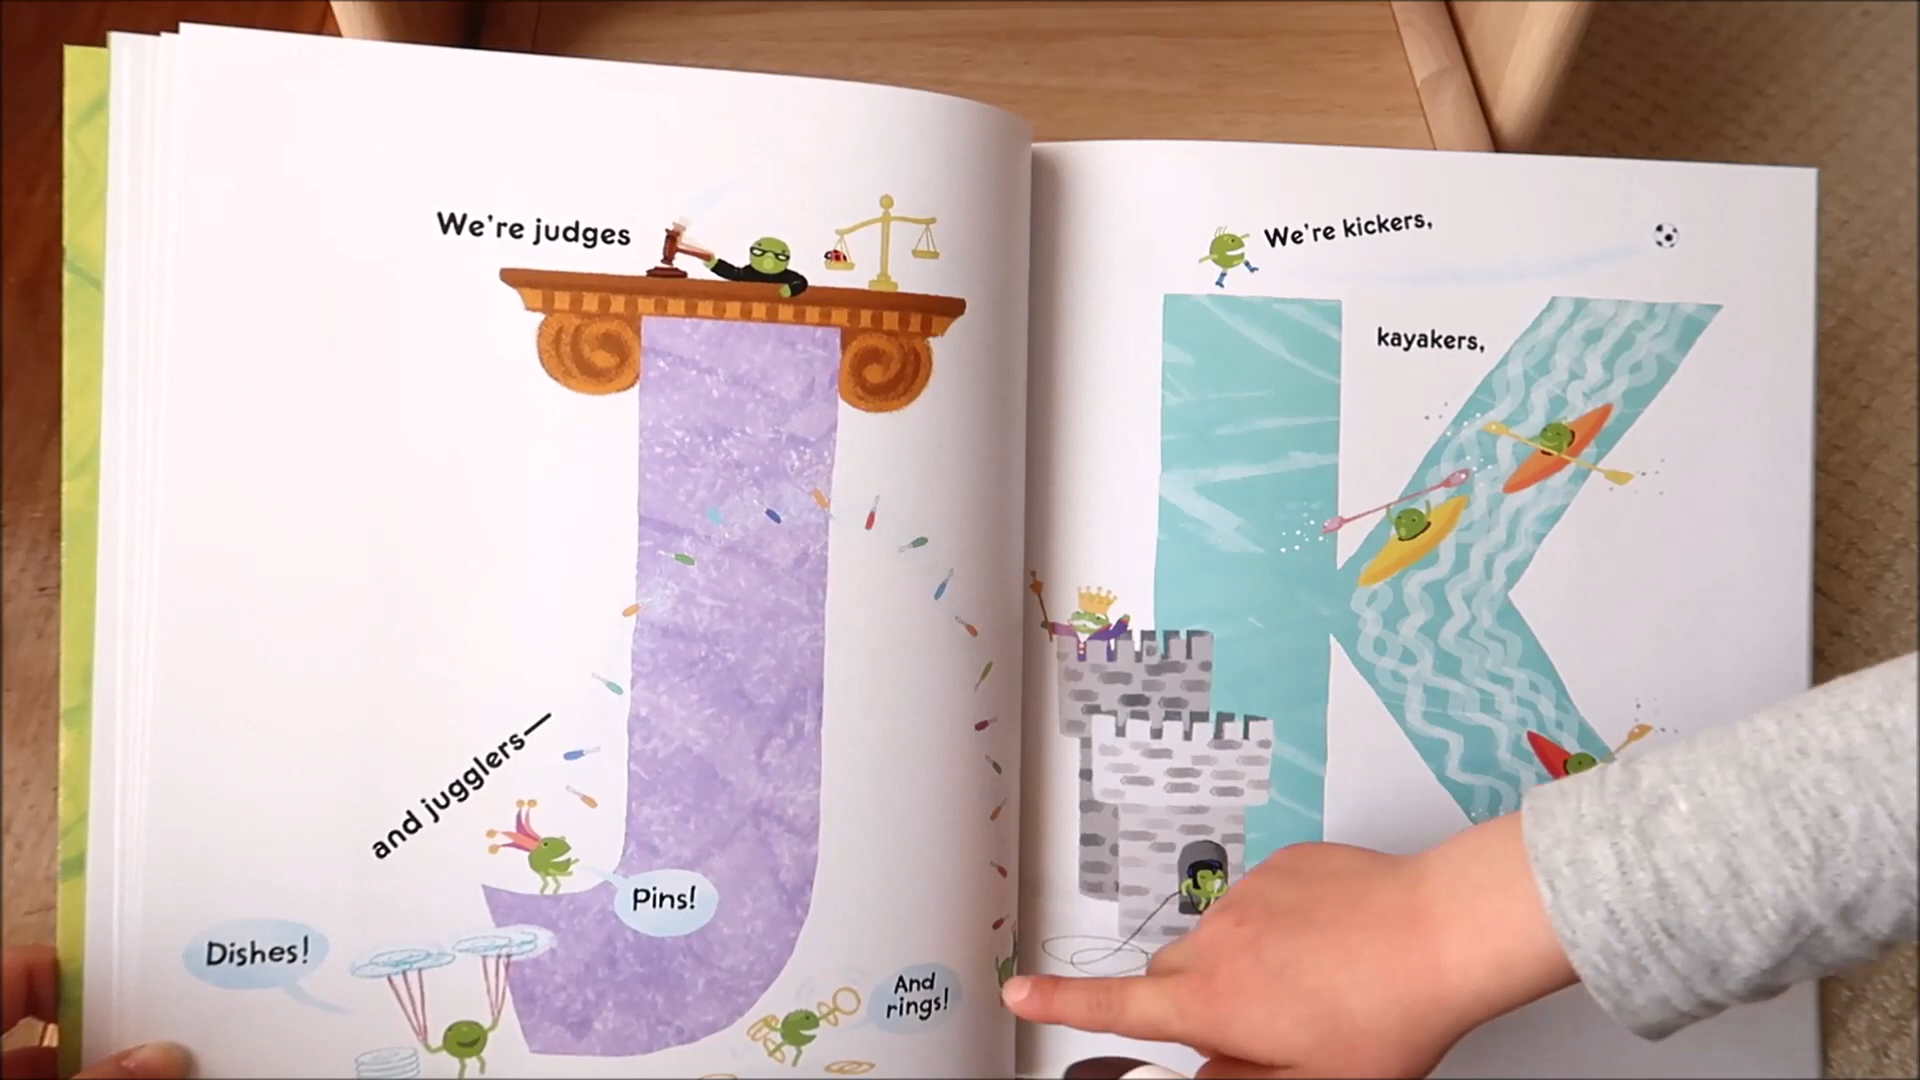 We're judges
and jugglers—
Pins!
Dishes!
And
rings!
We're kickers,
kayakers,